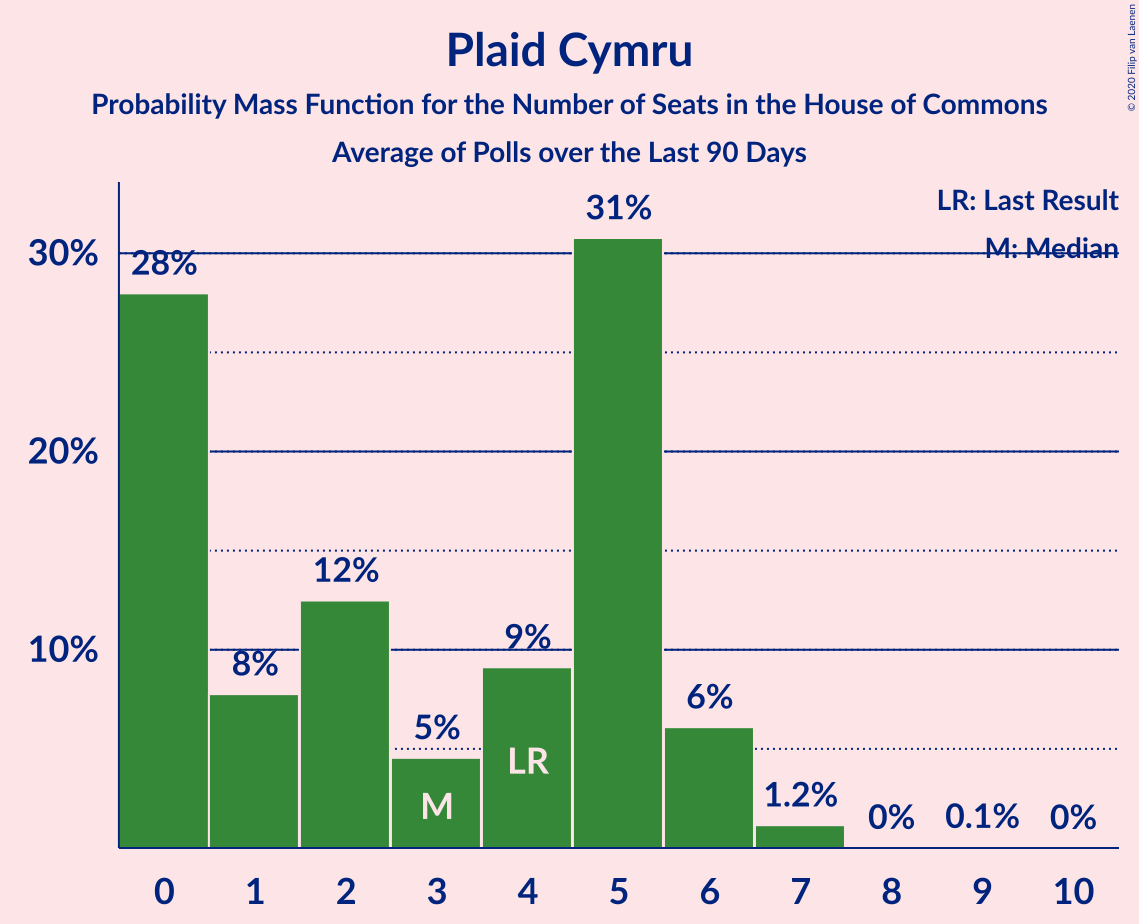 Plaid Cymru
Probability Mass Function for the Number of Seats in the House of Commons
Average of Polls over the Last 90 Days
© 2020 Filip van Laenen
LR: Last Result
M: Median
30%
20%
10%
28%
8%
12%
5%
9%
31%
6%
1.2%
0%
0.1%
0%
M
LR
0 1 2 3 4 5 6 7 8 9 10